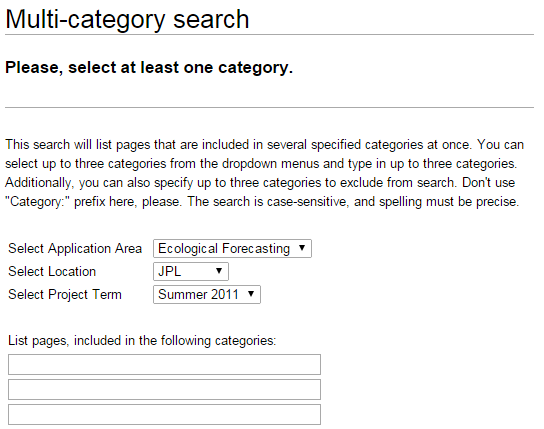 Multi-category search
Please, select at least one category.
This search will list pages that are included in several specified categories at once. You can
select up to three categories from the dropdown menus and type in up to three categories.
Additionally, you can also specify up to three categories to exclude from search. Don't use
"Category:" prefix here, please. The search is case-sensitive, and spelling must be precise.
Select Application Area Ecological Forecasting
Select Location JPL
Select Project Term Summer 2011
List pages, included in the following categories: